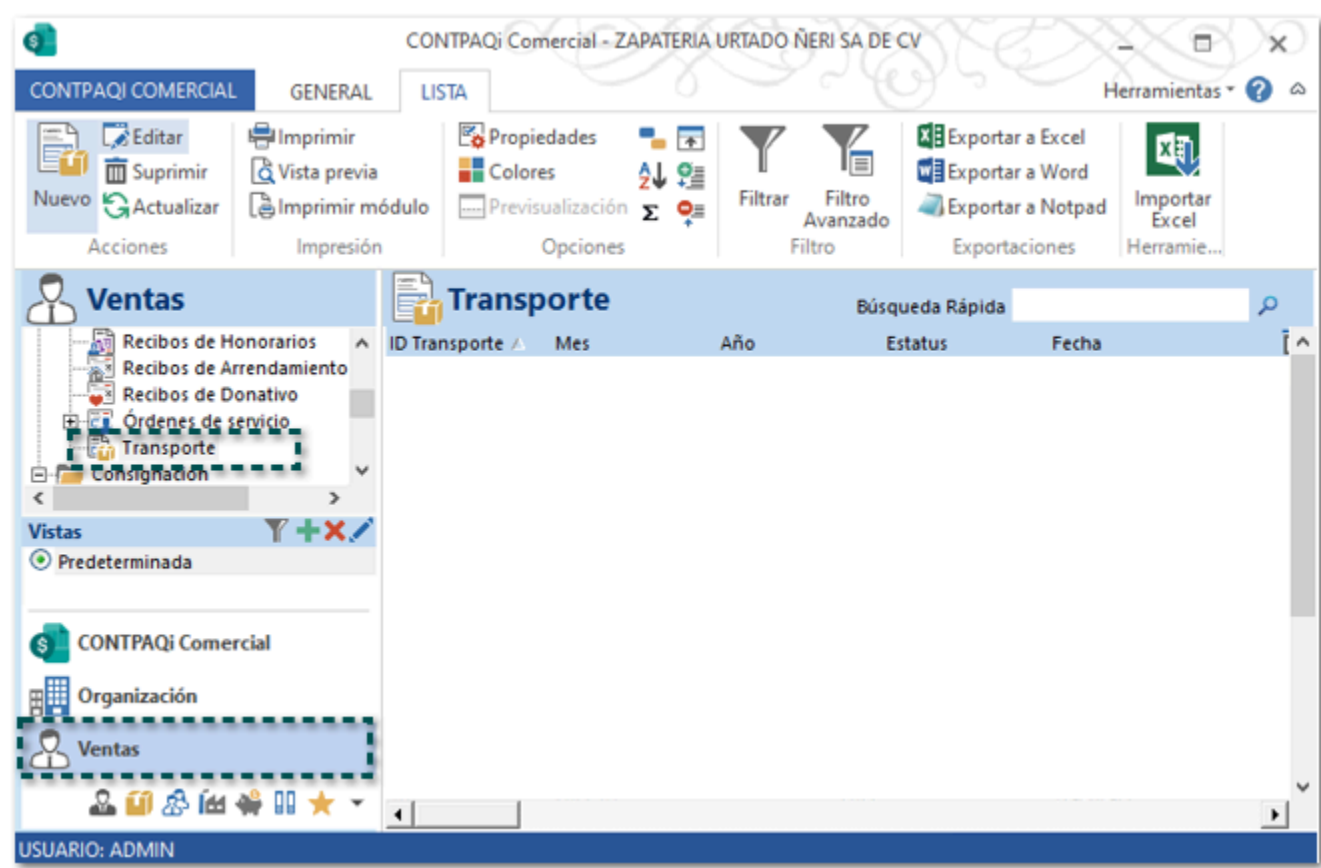 CONTPAQi Comercial - ZAPATERIA URTADO ÑERI SA DE CV
CONTPAQI COMERCIAL GENERAL LISTA Herramientas
Nuevo
Editar
Suprimir
Actualizar
Acciones
Imprimir
Vista previa
Imprimir módulo
Impresión
Propiedades
Colores
Previsualización
Opciones
Filtrar
Filtro
Avanzado
Filtro
Exportar a Excel
Exportar a Word
Exportar a Notpad
Exportaciones
Importar
Excel
Herramie...
Ventas
Recibos de Honorarios
Recibos de Arrendamiento
Recibos de Donativo
Órdenes de servicio
Transporte
Consignación
Vistas
Predeterminada
CONTPAQi Comercial
Organización
Ventas
Transporte Búsqueda Rápida
ID Transporte Mes Año Estatus Fecha
USUARIO: ADMIN